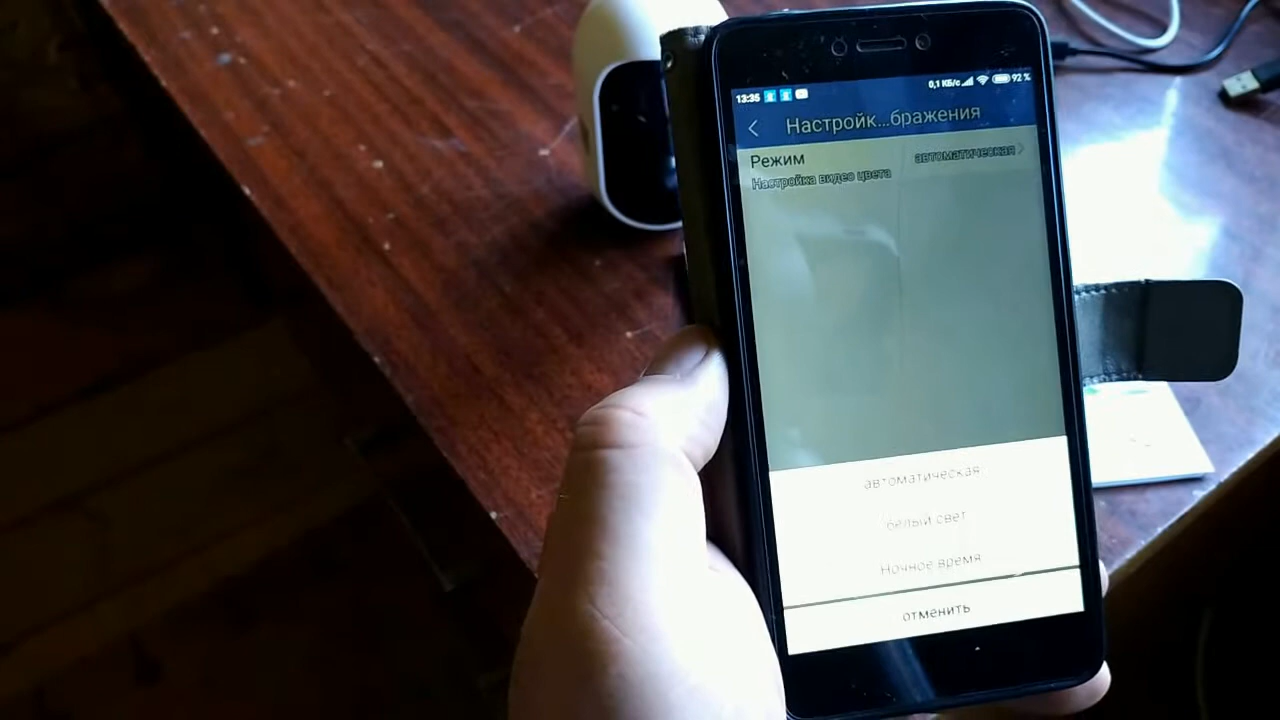 13:35 0,1 КБ/с 92 %
Настройк...бражения
Режим автоматическая
Настройка видео цвета
автоматическая
белый свет
Ночное время
отменить